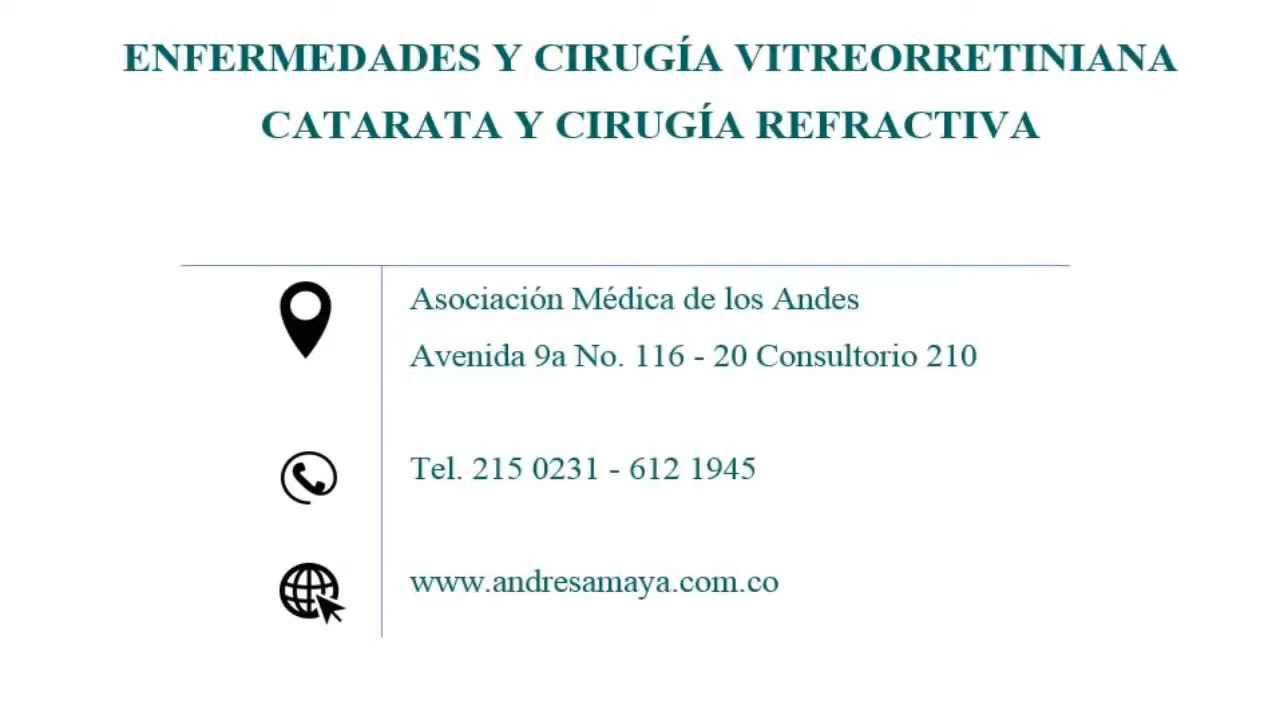 ENFERMEDADES Y CIRUGÍA VITREORRETINIANA
CATARATA Y CIRUGÍA REFRACTIVA
Asociación Médica de los Andes
Avenida 9a No. 116 - 20 Consultorio 210
Tel. 215 0231 - 612 1945
www.andresamaya.com.co